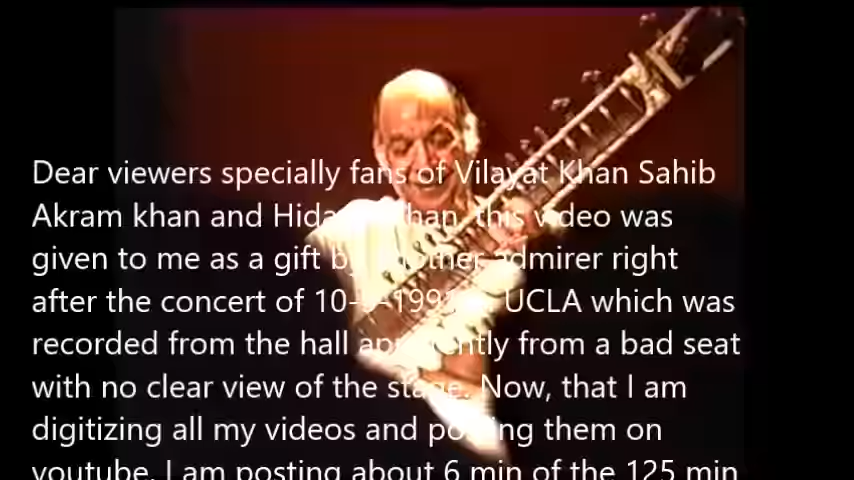 Dear viewers specially fans of Vilayat Khan Sahib
Akram khan and Hidayat khan, this video was
given to me as a gift by another admirer right
after the concert of 10- -199 UCLA which was
recorded from the hall apparently from a bad seat
with no clear view of the stage. Now, that I am
digitizing all my videos and posting them on
youtube. I am posting about 6 min of the 125 min